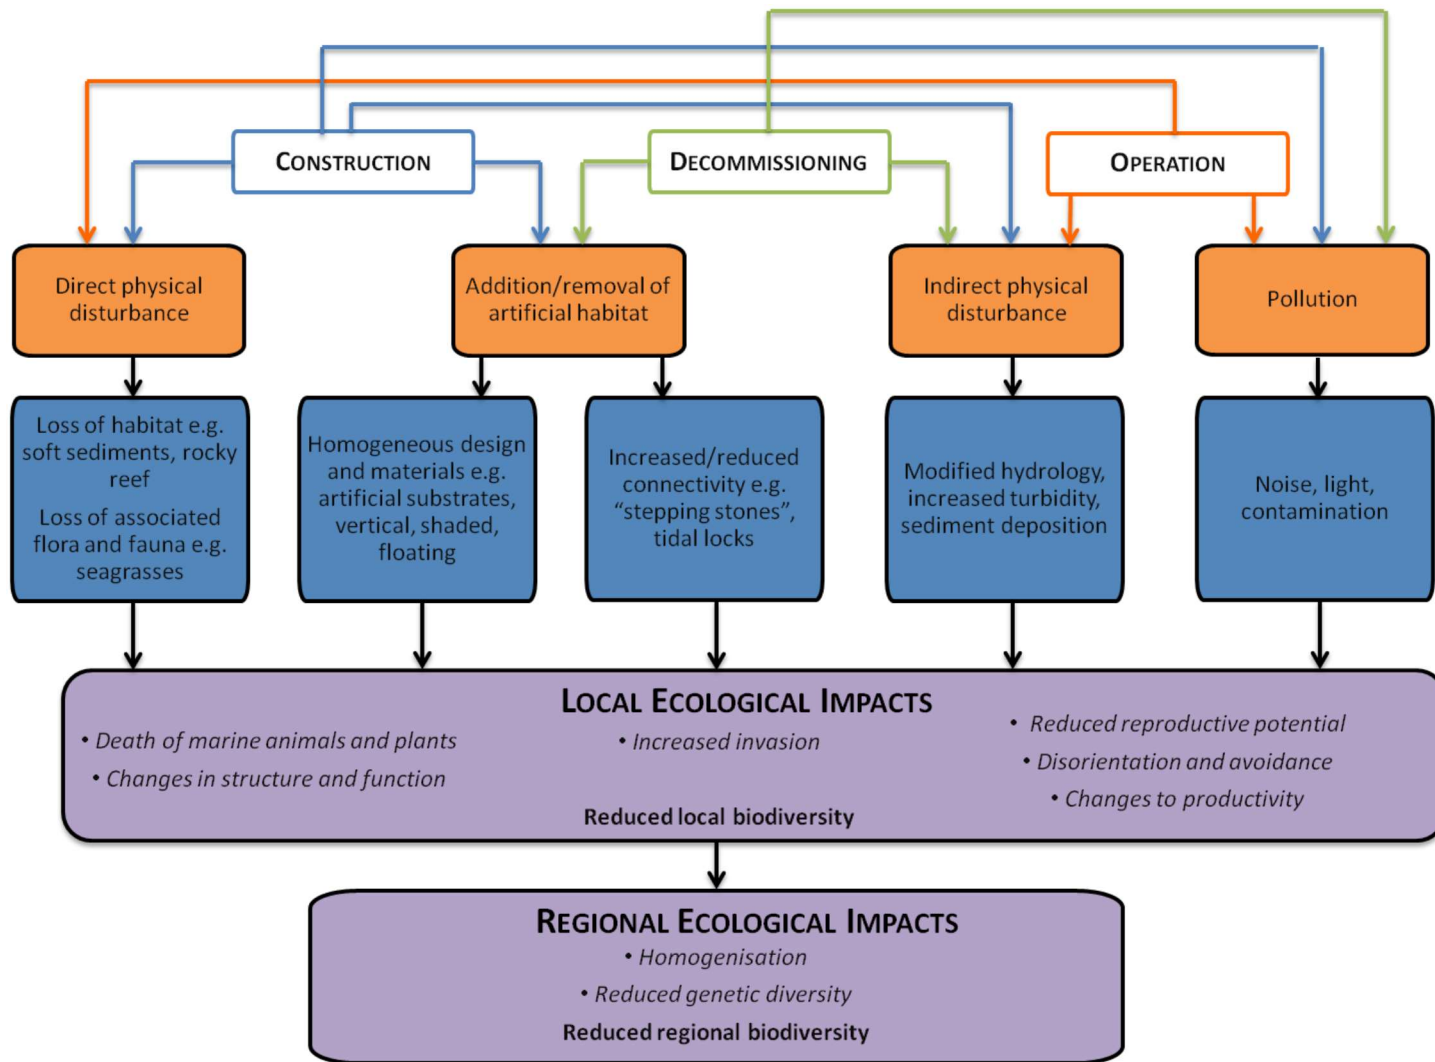 CONSTRUCTION
DECOMMISSIONING
OPERATION
Direct physical
disturbance
Addition/removal of
artificial habitat
Indirect physical
disturbance
Pollution
Loss of habitat e.g.
soft sediments, rocky
reef
Loss of associated
flora and fauna e.g.
seagrasses
Homogeneous design
and materials e.g.
artificial substrates,
vertical, shaded,
floating
Increased/reduced
connectivity e.g.
“stepping stones”,
tidal locks
Modified hydrology,
increased turbidity,
sediment deposition
Noise, light,
contamination
LOCAL ECOLOGICAL IMPACTS
• Death of marine animals and plants
• Changes in structure and function
• Increased invasion
• Reduced reproductive potential
• Disorientation and avoidance
• Changes to productivity
Reduced local biodiversity
REGIONAL ECOLOGICAL IMPACTS
• Homogenisation
• Reduced genetic diversity
Reduced regional biodiversity